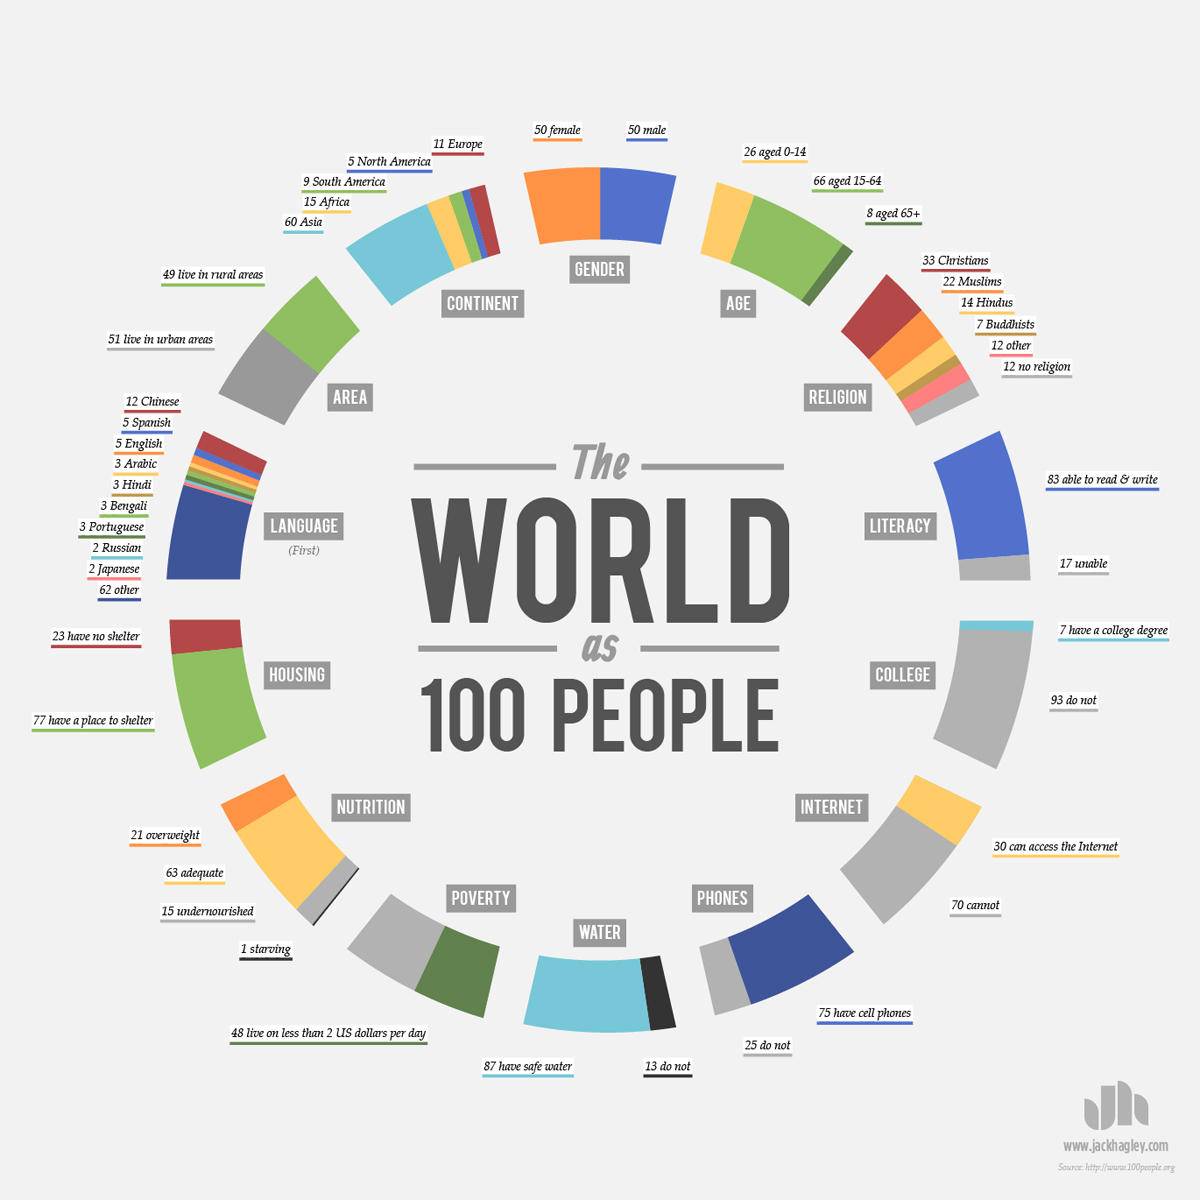 The
WORLD
as
100 PEOPLE
GENDER
50 female
50 male
AGE
26 aged 0-14
66 aged 15-64
8 aged 65+
RELIGION
33 Christians
22 Muslims
14 Hindus
7 Buddhists
12 other
12 no religion
LITERACY
83 able to read & write
17 unable
COLLEGE
7 have a college degree
93 do not
INTERNET
30 can access the Internet
70 cannot
PHONES
75 have cell phones
25 do not
WATER
87 have safe water
13 do not
POVERTY
48 live on less than 2 US dollars per day
NUTRITION
21 overweight
63 adequate
15 undernourished
1 starving
HOUSING
23 have no shelter
77 have a place to shelter
LANGUAGE
(First)
12 Chinese
5 Spanish
5 English
3 Arabic
3 Hindi
3 Bengali
3 Portuguese
2 Russian
2 Japanese
62 other
AREA
49 live in rural areas
51 live in urban areas
CONTINENT
11 Europe
5 North America
9 South America
15 Africa
60 Asia
www.jackhagley.com
Source: http://www.100people.org